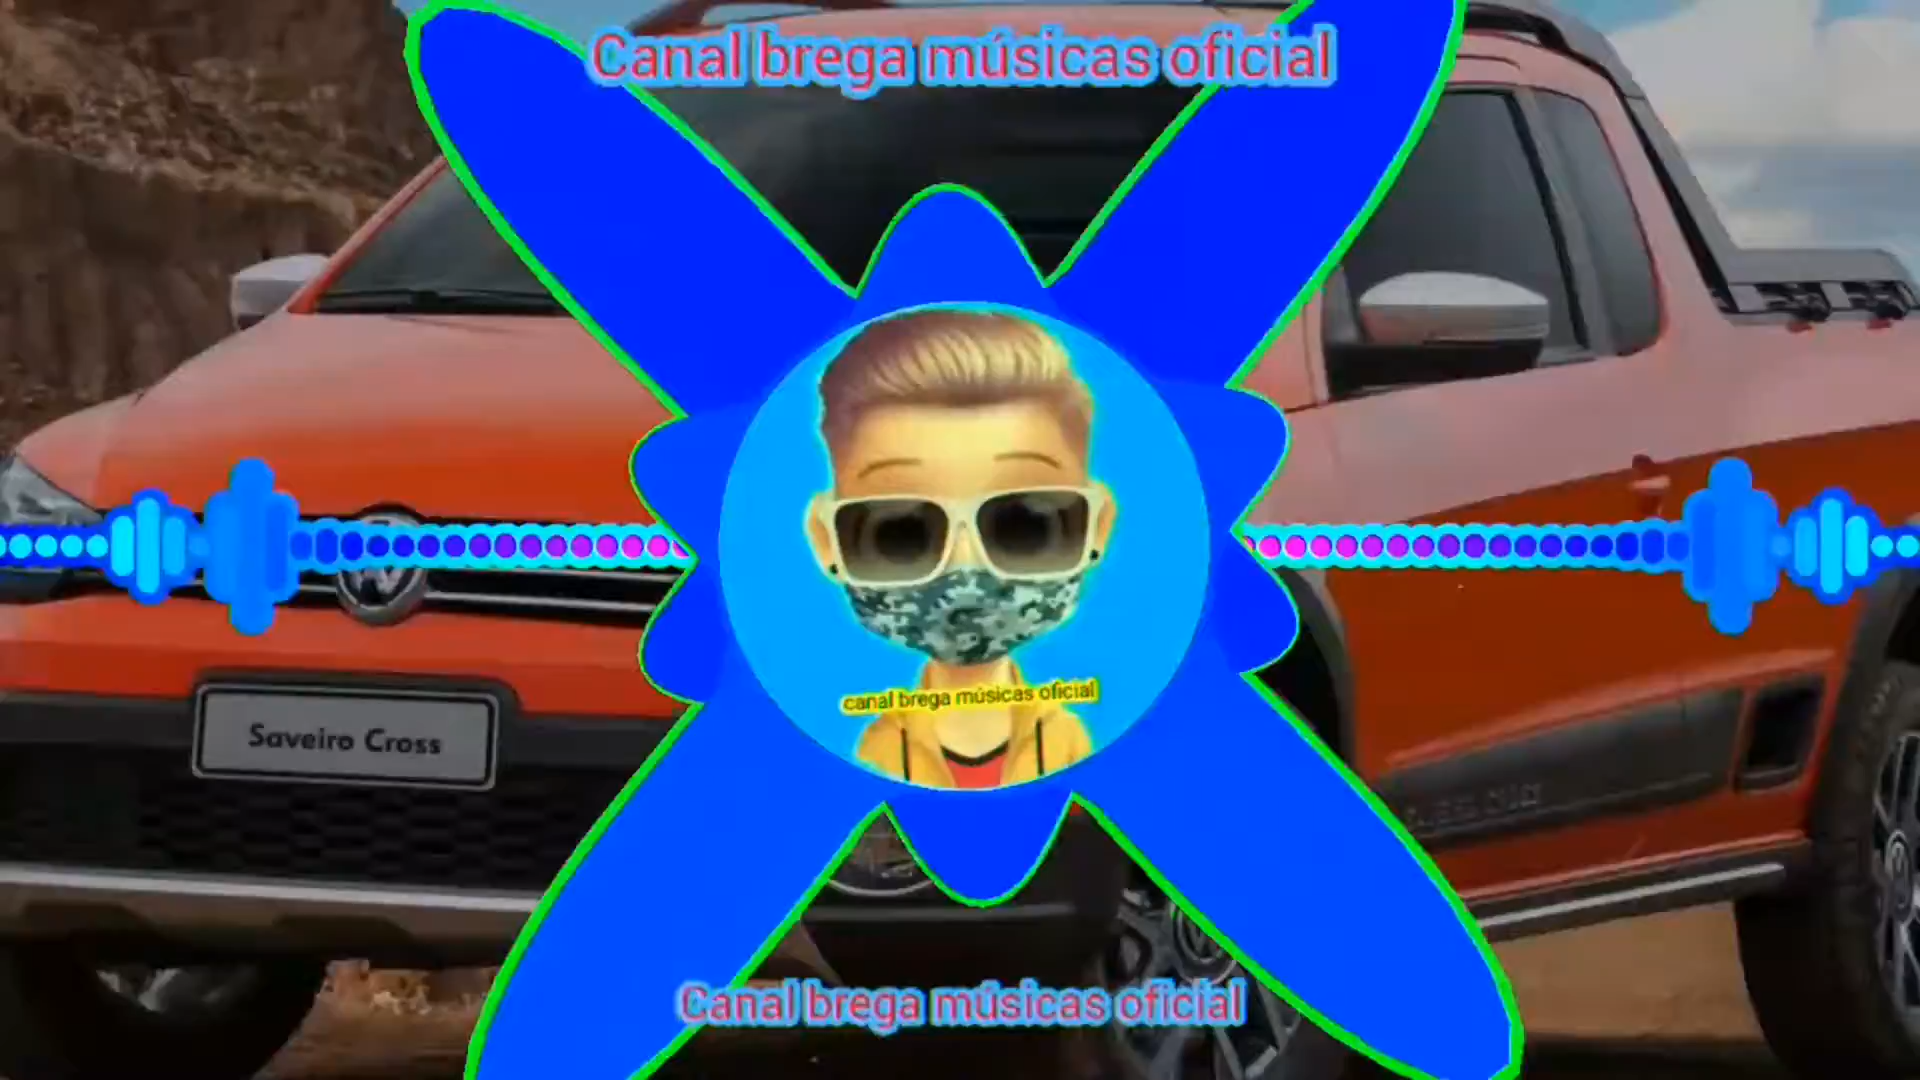 Canal brega músicas oficial
canal brega músicas oficial
Saveiro Cross
Canal brega músicas oficial